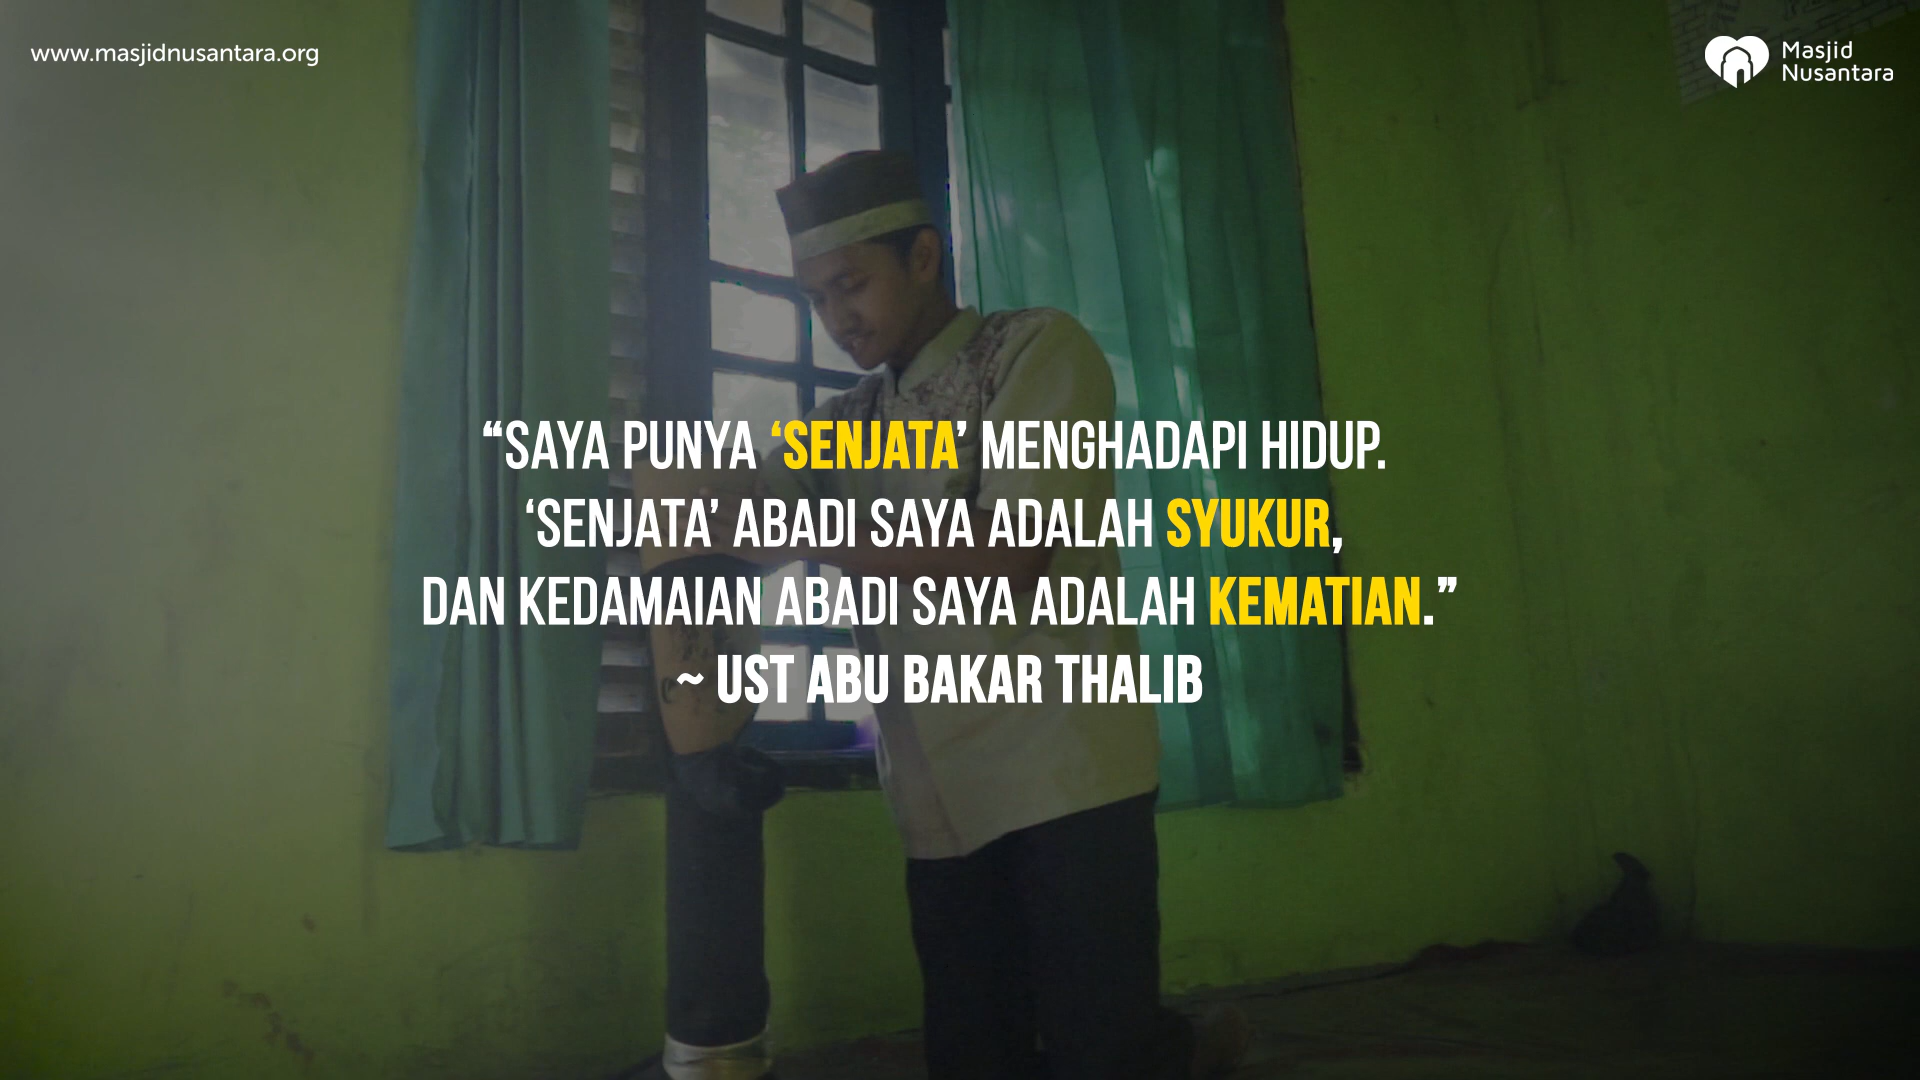 www.masjidnusantara.org
Masjid
Nusantara
“SAYA PUNYA ‘SENJATA’ MENGHADAPI HIDUP.
‘SENJATA’ ABADI SAYA ADALAH SYUKUR,
DAN KEDAMAIAN ABADI SAYA ADALAH KEMATIAN.”
~ UST ABU BAKAR THALIB